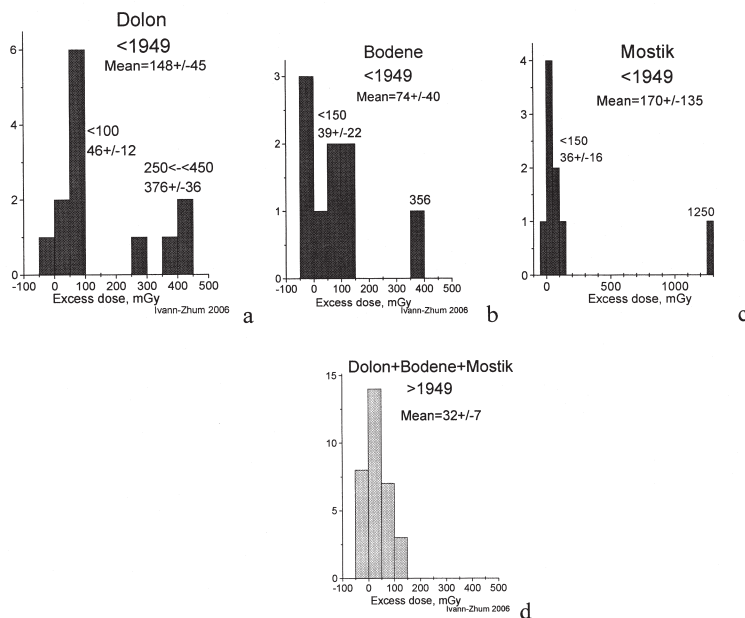 Dolon
<1949
Mean=148+/-45
6
4
2
0
<100
46+/-12
250<-<450
376+/-36
-100 0 100 200 300 400 500
Excess dose, mGy
Ivann-Zhum 2006
a
Bodene
<1949
Mean=74+/-40
3
2
1
0
<150
39+/-22
356
-100 0 100 200 300 400 500
Excess dose, mGy
Ivann-Zhum 2006
b
Mostik
<1949
Mean=170+/-135
4
3
2
1
0
<150
36+/-16
1250
0 500 1000
Excess dose, mGy
c
Dolon+Bodene+Mostik
>1949
Mean=32+/-7
15
10
5
0
-100 0 100 200 300 400 500
Excess dose, mGy
Ivann-Zhum 2006
d